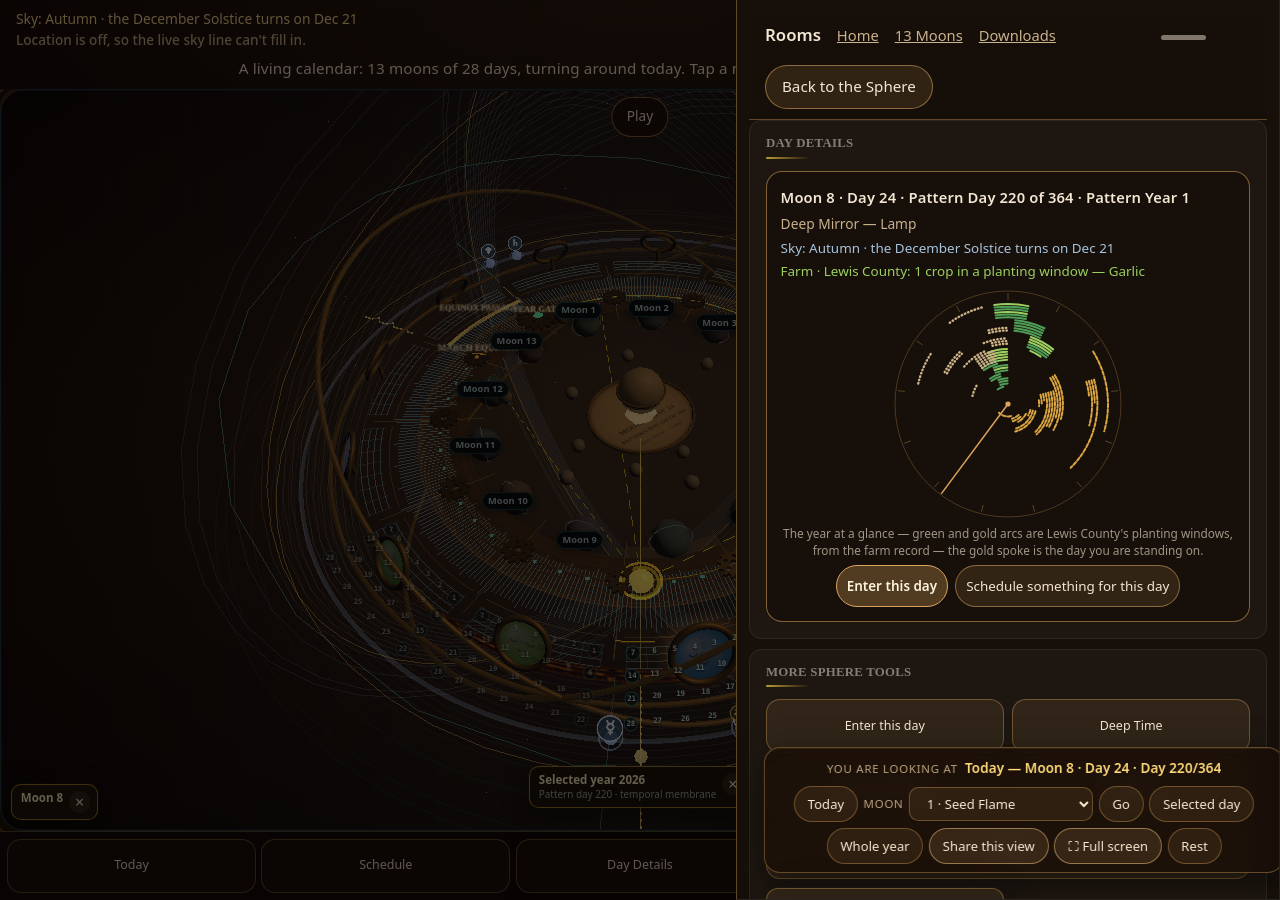 Sky: Autumn · the December Solstice turns on Dec 21
Location is off, so the live sky line can't fill in.
A living calendar: 13 moons of 28 days, turning around today. Tap a
Play
EQUINOX
YEAR GAT
Moon 1
Moon 2
Moon 3
Moon 13
Moon 12
Moon 11
Moon 10
Moon 9
Selected year 2026
Pattern day 220 · temporal membrane
Moon 8
Today
Schedule
Day Details
Rooms Home 13 Moons Downloads
Back to the Sphere
DAY DETAILS
Moon 8 · Day 24 · Pattern Day 220 of 364 · Pattern Year 1
Deep Mirror — Lamp
Sky: Autumn · the December Solstice turns on Dec 21
Farm · Lewis County: 1 crop in a planting window — Garlic
The year at a glance — green and gold arcs are Lewis County's planting windows,
from the farm record — the gold spoke is the day you are standing on.
Enter this day Schedule something for this day
MORE SPHERE TOOLS
Enter this day Deep Time
YOU ARE LOOKING AT Today — Moon 8 · Day 24 · Day 220/364
Today MOON 1 · Seed Flame Go Selected day
Whole year Share this view ⛶ Full screen Rest